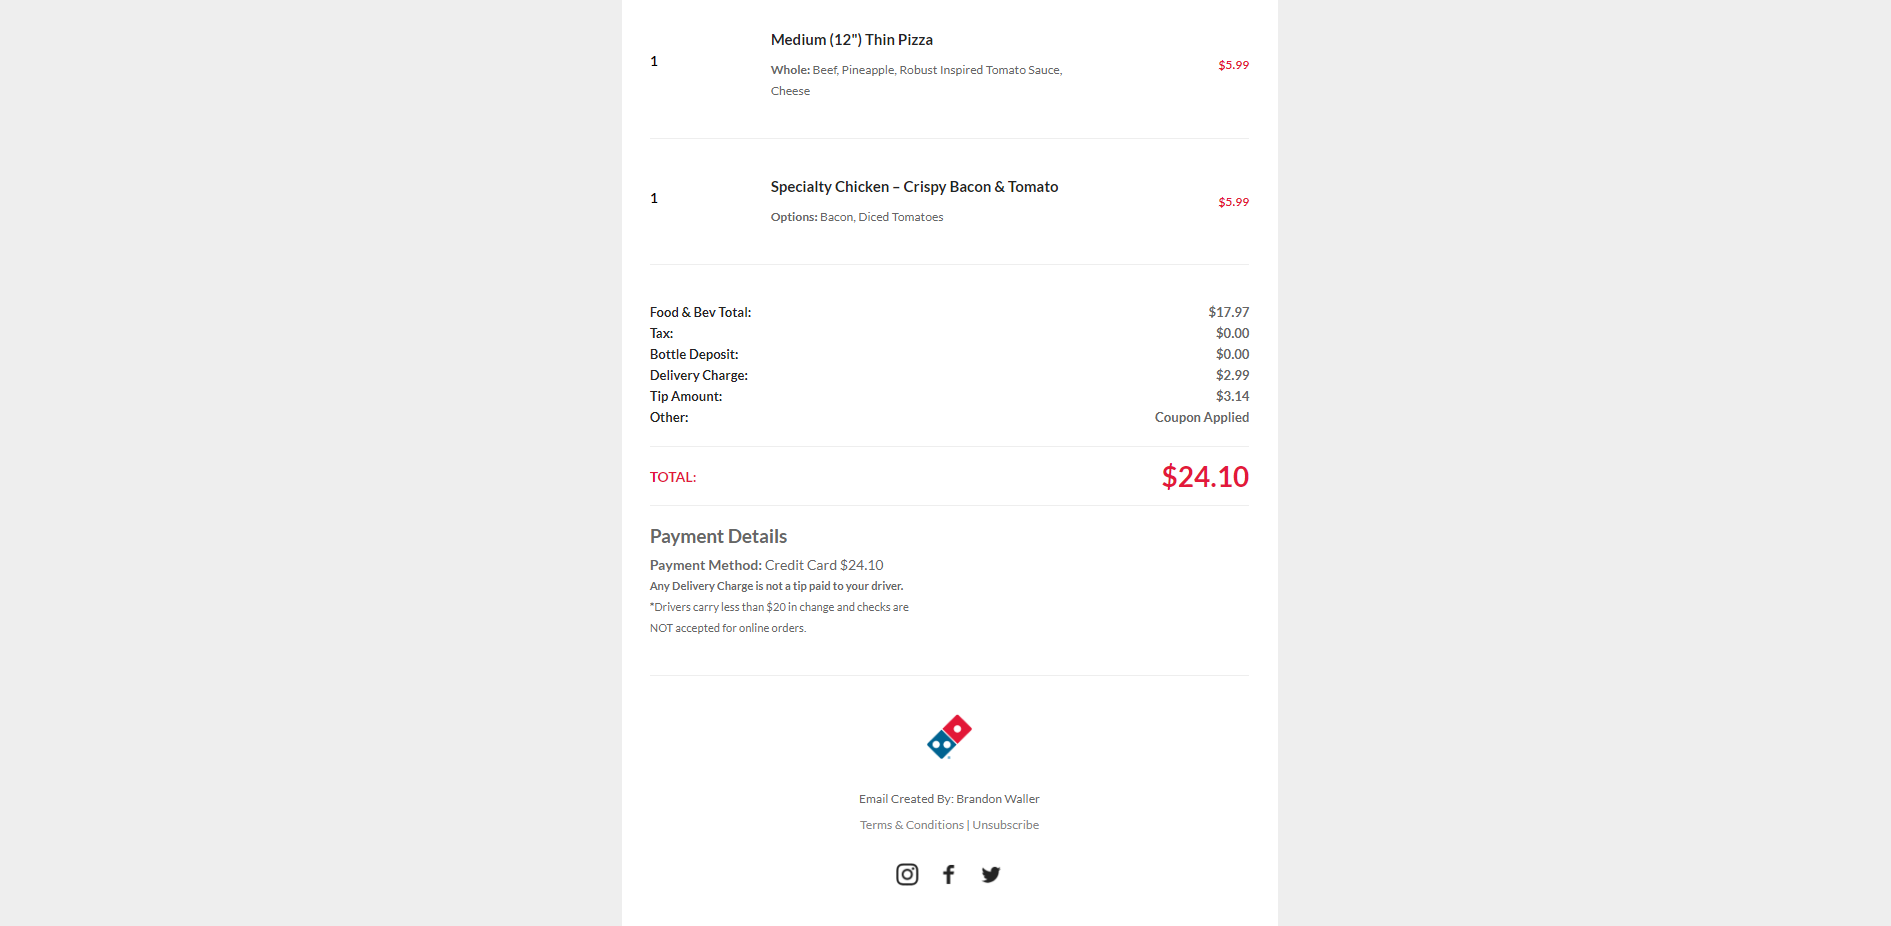 Medium (12") Thin Pizza
1
Whole: Beef, Pineapple, Robust Inspired Tomato Sauce,
Cheese
$5.99
Specialty Chicken – Crispy Bacon & Tomato
1
Options: Bacon, Diced Tomatoes
$5.99
Food & Bev Total: $17.97
Tax: $0.00
Bottle Deposit: $0.00
Delivery Charge: $2.99
Tip Amount: $3.14
Other: Coupon Applied
TOTAL: $24.10
Payment Details
Payment Method: Credit Card $24.10
Any Delivery Charge is not a tip paid to your driver.
*Drivers carry less than $20 in change and checks are
NOT accepted for online orders.
Email Created By: Brandon Waller
Terms & Conditions | Unsubscribe